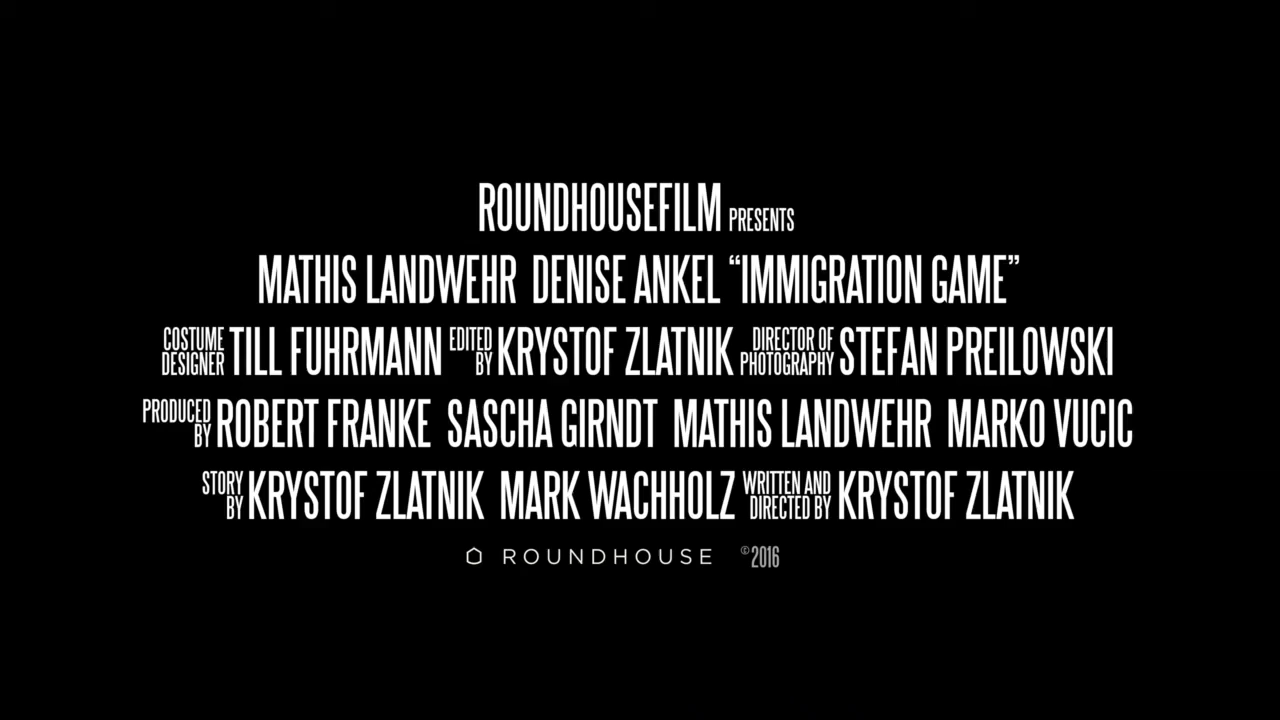 ROUNDHOUSEFILM PRESENTS
MATHIS LANDWEHR DENISE ANKEL “IMMIGRATION GAME”
COSTUME DESIGNER TILL FUHRMANN EDITED BY KRYSTOF ZLATNIK DIRECTOR OF PHOTOGRAPHY STEFAN PREILOWSKI
PRODUCED BY ROBERT FRANKE SASCHA GIRNDT MATHIS LANDWEHR MARKO VUCIC
STORY BY KRYSTOF ZLATNIK MARK WACHHOLZ WRITTEN AND DIRECTED BY KRYSTOF ZLATNIK
ROUNDHOUSE ©2016